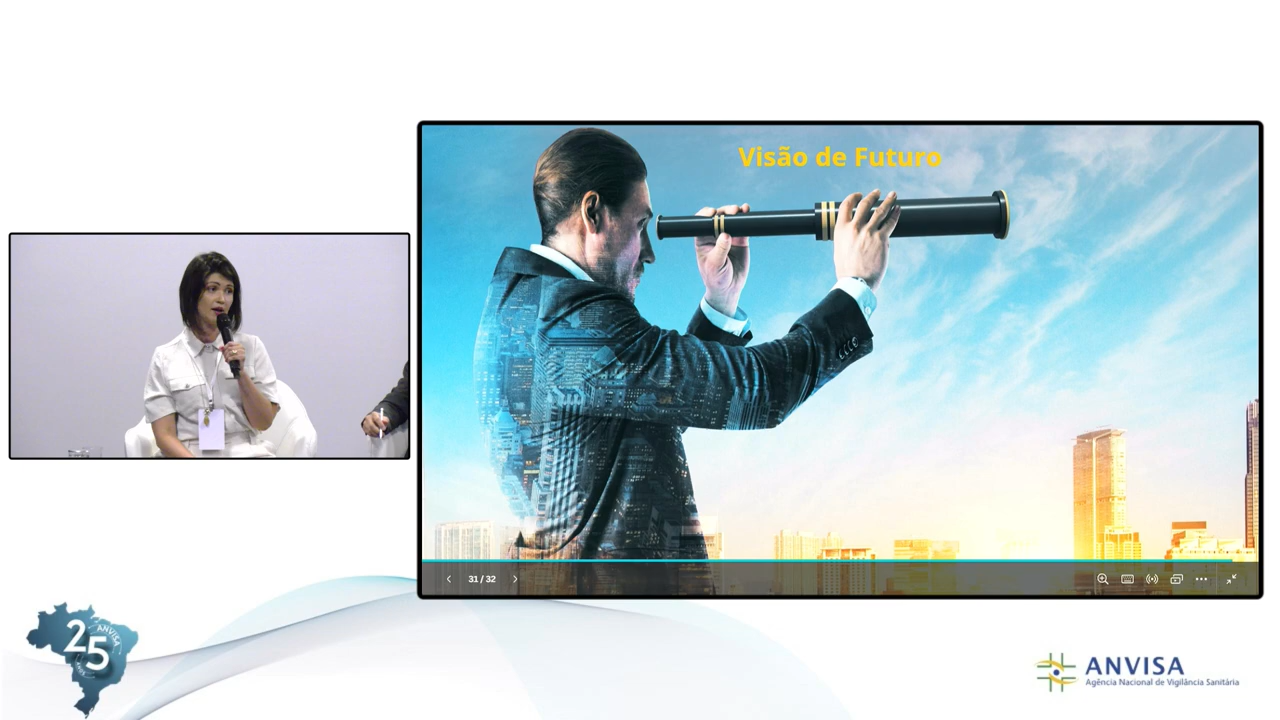 Visão de Futuro
31 / 32
25
ANVISA
ANVISA
Agência Nacional de Vigilância Sanitária